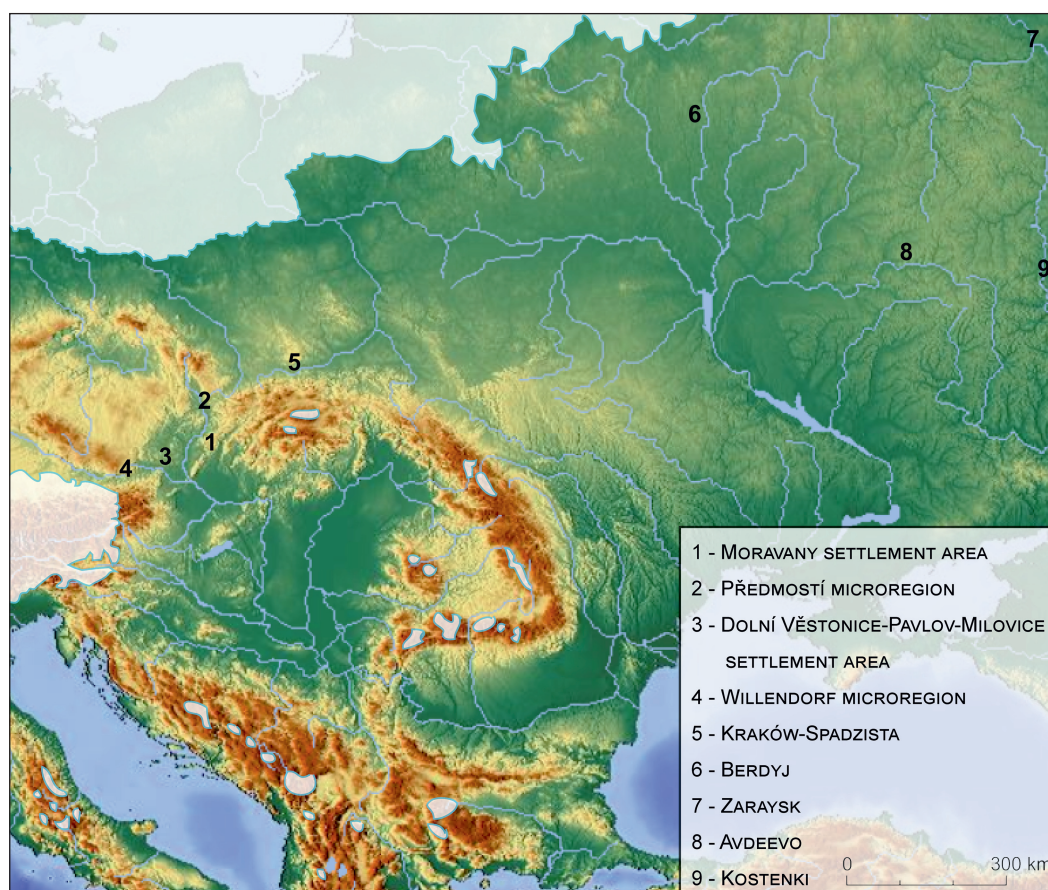 7
6
8
9
5
2
1
3
4
1 - Moravany settlement area
2 - Předmostí microregion
3 - Dolní Věstonice-Pavlov-Milovice
settlement area
4 - Willendorf microregion
5 - Kraków-Spadzista
6 - Berdyj
7 - Zaraysk
8 - Avdeevo
9 - Kostenki
0 300 km